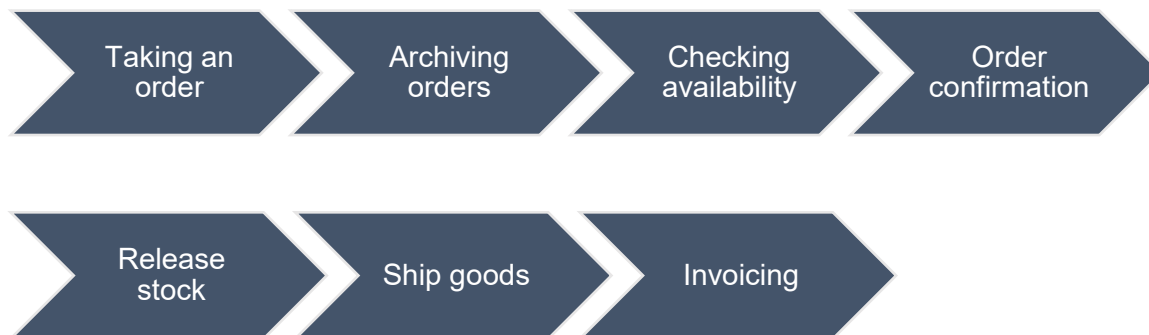 Taking an
order
Archiving
orders
Checking
availability
Order
confirmation
Release
stock
Ship goods
Invoicing